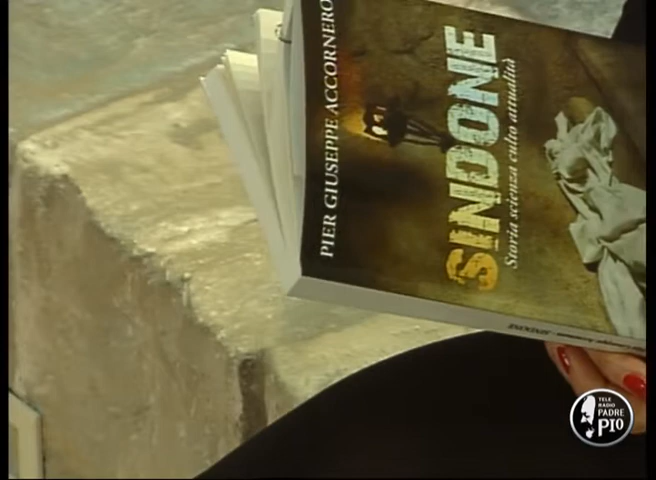 PIER GIUSEPPE ACCORNERO
SINDONE
Storia scienza culto attualità
TELE
RADIO
PADRE
PIO